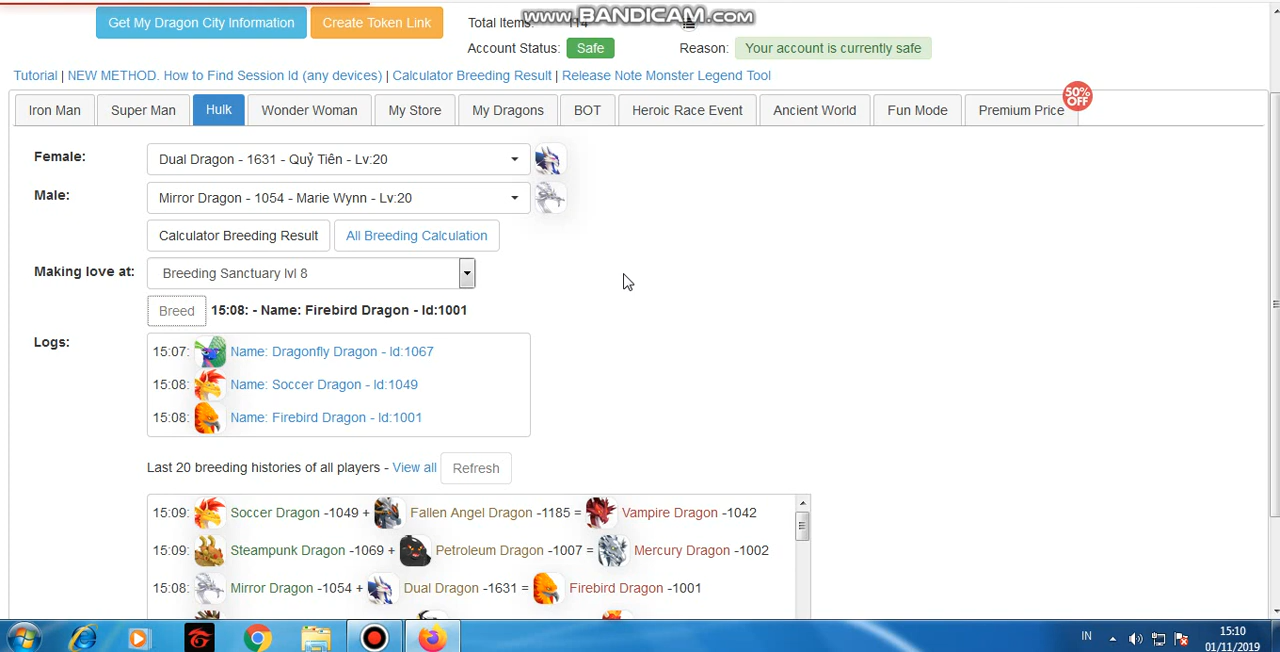 www.BANDICAM.com
Get My Dragon City Information
Create Token Link
Total Items:
Account Status: Safe
Reason: Your account is currently safe
Tutorial | NEW METHOD. How to Find Session Id (any devices) | Calculator Breeding Result | Release Note Monster Legend Tool
Iron Man
Super Man
Hulk
Wonder Woman
My Store
My Dragons
BOT
Heroic Race Event
Ancient World
Fun Mode
Premium Price
50% OFF
Female: Dual Dragon - 1631 - Quỷ Tiên - Lv:20
Male: Mirror Dragon - 1054 - Marie Wynn - Lv:20
Calculator Breeding Result
All Breeding Calculation
Making love at: Breeding Sanctuary lvl 8
Breed 15:08: - Name: Firebird Dragon - Id:1001
Logs:
15:07: Name: Dragonfly Dragon - Id:1067
15:08: Name: Soccer Dragon - Id:1049
15:08: Name: Firebird Dragon - Id:1001
Last 20 breeding histories of all players - View all Refresh
15:09: Soccer Dragon -1049 + Fallen Angel Dragon -1185 = Vampire Dragon -1042
15:09: Steampunk Dragon -1069 + Petroleum Dragon -1007 = Mercury Dragon -1002
15:08: Mirror Dragon -1054 + Dual Dragon -1631 = Firebird Dragon -1001
IN
15:10
01/11/2019